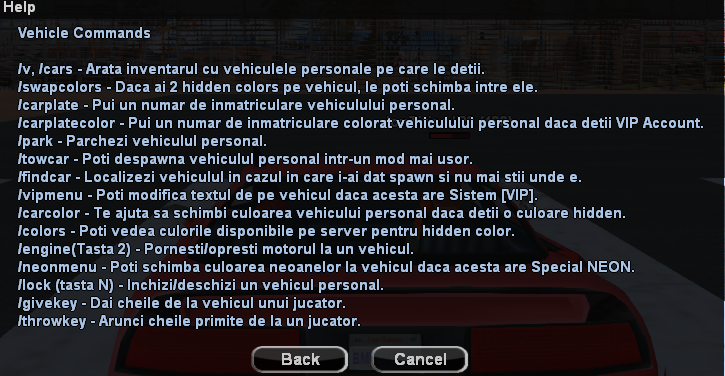 Help
Vehicle Commands
/v, /cars - Arata inventarul cu vehiculele personale pe care le detii.
/swapcolors - Daca ai 2 hidden colors pe vehicul, le poti schimba intre ele.
/carplate - Pui un numar de inmatriculare vehiculului personal.
/carplatecolor - Pui un numar de inmatriculare colorat vehiculului personal daca detii VIP Account.
/park - Parchezi vehiculul personal.
/towcar - Poti despawna vehiculul personal intr-un mod mai usor.
/findcar - Localizezi vehiculul in cazul in care i-ai dat spawn si nu mai stii unde e.
/vipmenu - Poti modifica textul de pe vehicul daca acesta are Sistem [VIP].
/carcolor - Te ajuta sa schimbi culoarea vehiculului personal daca detii o culoare hidden.
/colors - Poti vedea culorile disponibile pe server pentru hidden color.
/engine(Tasta 2) - Pornesti/opresti motorul la un vehicul.
/neonmenu - Poti schimba culoarea neoanelor la vehicul daca acesta are Special NEON.
/lock (tasta N) - Inchizi/deschizi un vehicul personal.
/givekey - Dai cheile de la vehicul unui jucator.
/throwkey - Arunci cheile primite de la un jucator.
Back Cancel